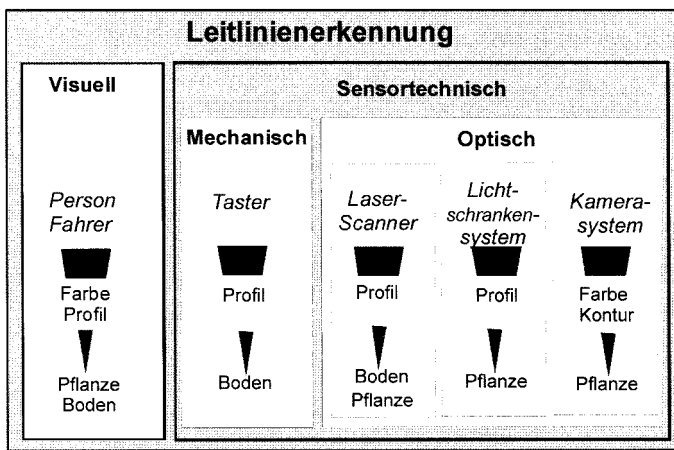 Leitlinienerkennung
Visuell
Person
Fahrer
Farbe
Profil
Pflanze
Boden
Sensortechnisch
Mechanisch
Taster
Profil
Boden
Optisch
Laser-
Scanner
Profil
Boden
Pflanze
Licht-
schranken-
system
Profil
Pflanze
Kamera-
system
Farbe
Kontur
Pflanze